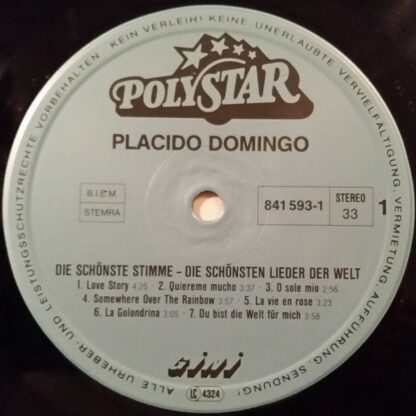 ALLE URHEBER- UND LEISTUNGSSCHUTZRECHTE VORBEHALTEN · KEIN VERLEIH! KEINE UNERLAUBTE VERVIELFÄLTIGUNG, VERMIETUNG, AUFFÜHRUNG, SENDUNG!
POLYSTAR
PLACIDO DOMINGO
B.I.E.M
STEMRA
841 593-1
STEREO
33
1
DIE SCHÖNSTE STIMME – DIE SCHÖNSTEN LIEDER DER WELT
1. Love Story 4:25 2. Quiereme mucho 3:37 · 3. O sole mio 2:56
4. Somewhere Over The Rainbow 3:57 · 5. La vie en rose 3:23
6. La Golondrina 3:05 · 7. Du bist die Welt für mich 3:58
LC 4324